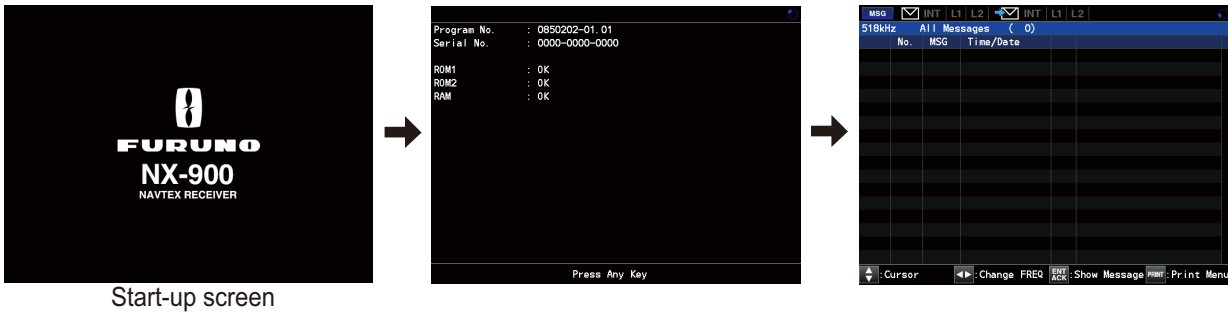 FURUNO
NX-900
NAVTEX RECEIVER
Start-up screen
Program No. : 0850202-01.01
Serial No. : 0000-0000-0000
ROM1 : OK
ROM2 : OK
RAM : OK
Press Any Key
MSG INT L1 L2 INT L1 L2
518kHz All Messages ( 0)
No. MSG Time/Date
:Cursor :Change FREQ ENT ACK :Show Message PRINT :Print Menu